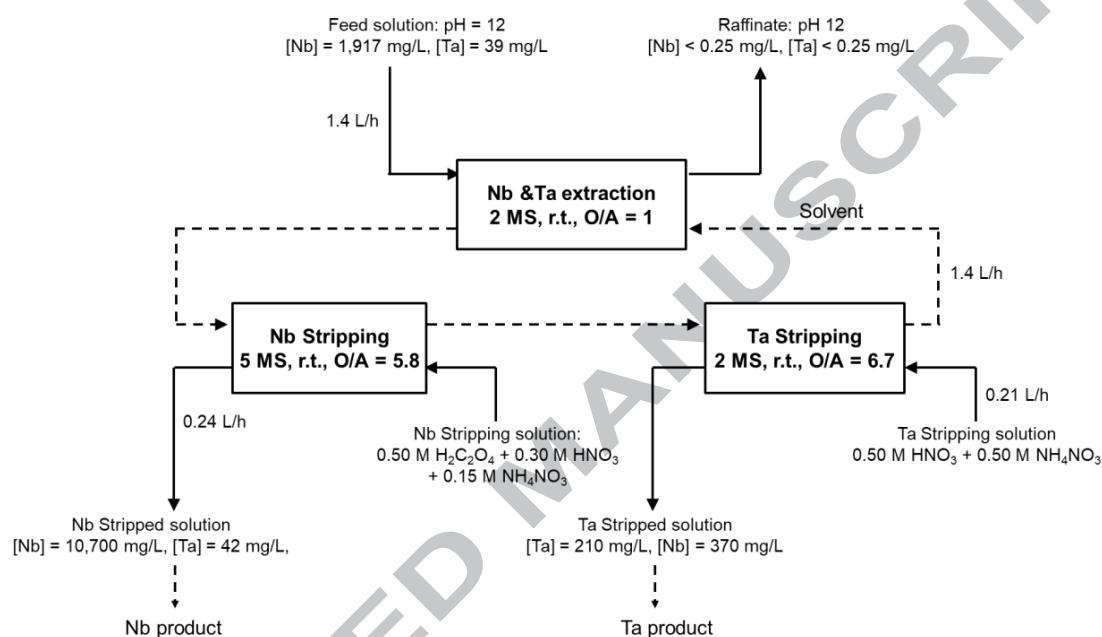 Feed solution: pH = 12
[Nb] = 1,917 mg/L, [Ta] = 39 mg/L
Raffinate: pH 12
[Nb] < 0.25 mg/L, [Ta] < 0.25 mg/L
1.4 L/h
Nb &Ta extraction
2 MS, r.t., O/A = 1
Solvent
1.4 L/h
Nb Stripping
5 MS, r.t., O/A = 5.8
Ta Stripping
2 MS, r.t., O/A = 6.7
0.24 L/h
0.21 L/h
Nb Stripping solution:
0.50 M H₂C₂O₄ + 0.30 M HNO₃
+ 0.15 M NH₄NO₃
Ta Stripping solution
0.50 M HNO₃ + 0.50 M NH₄NO₃
Nb Stripped solution
[Nb] = 10,700 mg/L, [Ta] = 42 mg/L,
Ta Stripped solution
[Ta] = 210 mg/L, [Nb] = 370 mg/L
Nb product
Ta product
ED MANUSCRI